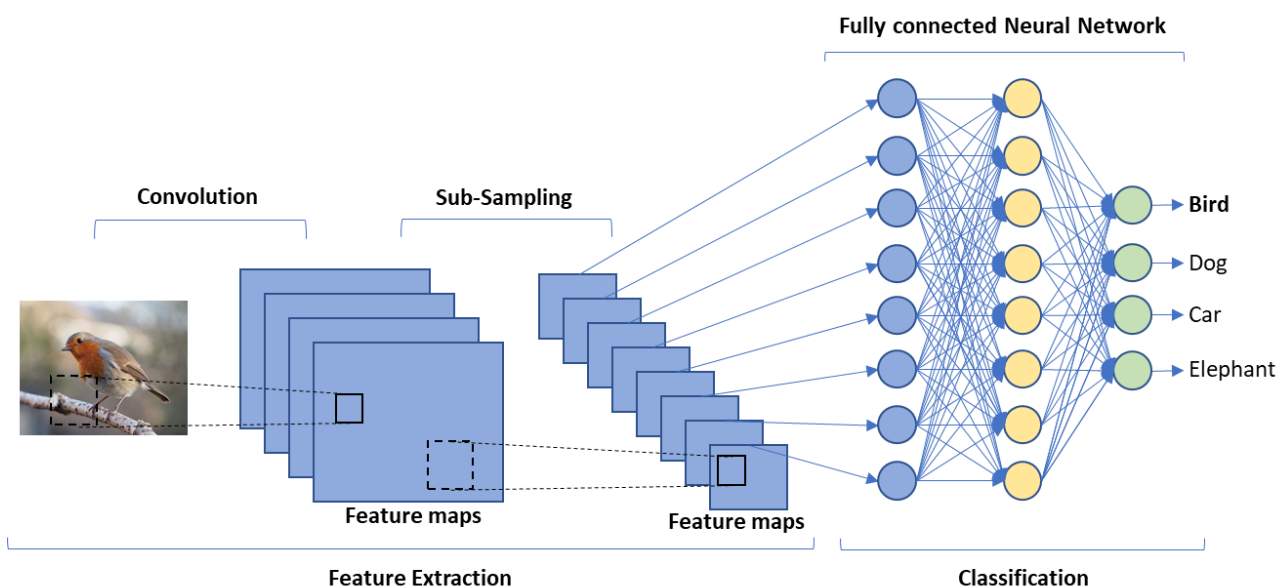 Fully connected Neural Network
Convolution
Sub-Sampling
Bird
Dog
Car
Elephant
Feature maps
Feature maps
Feature Extraction
Classification